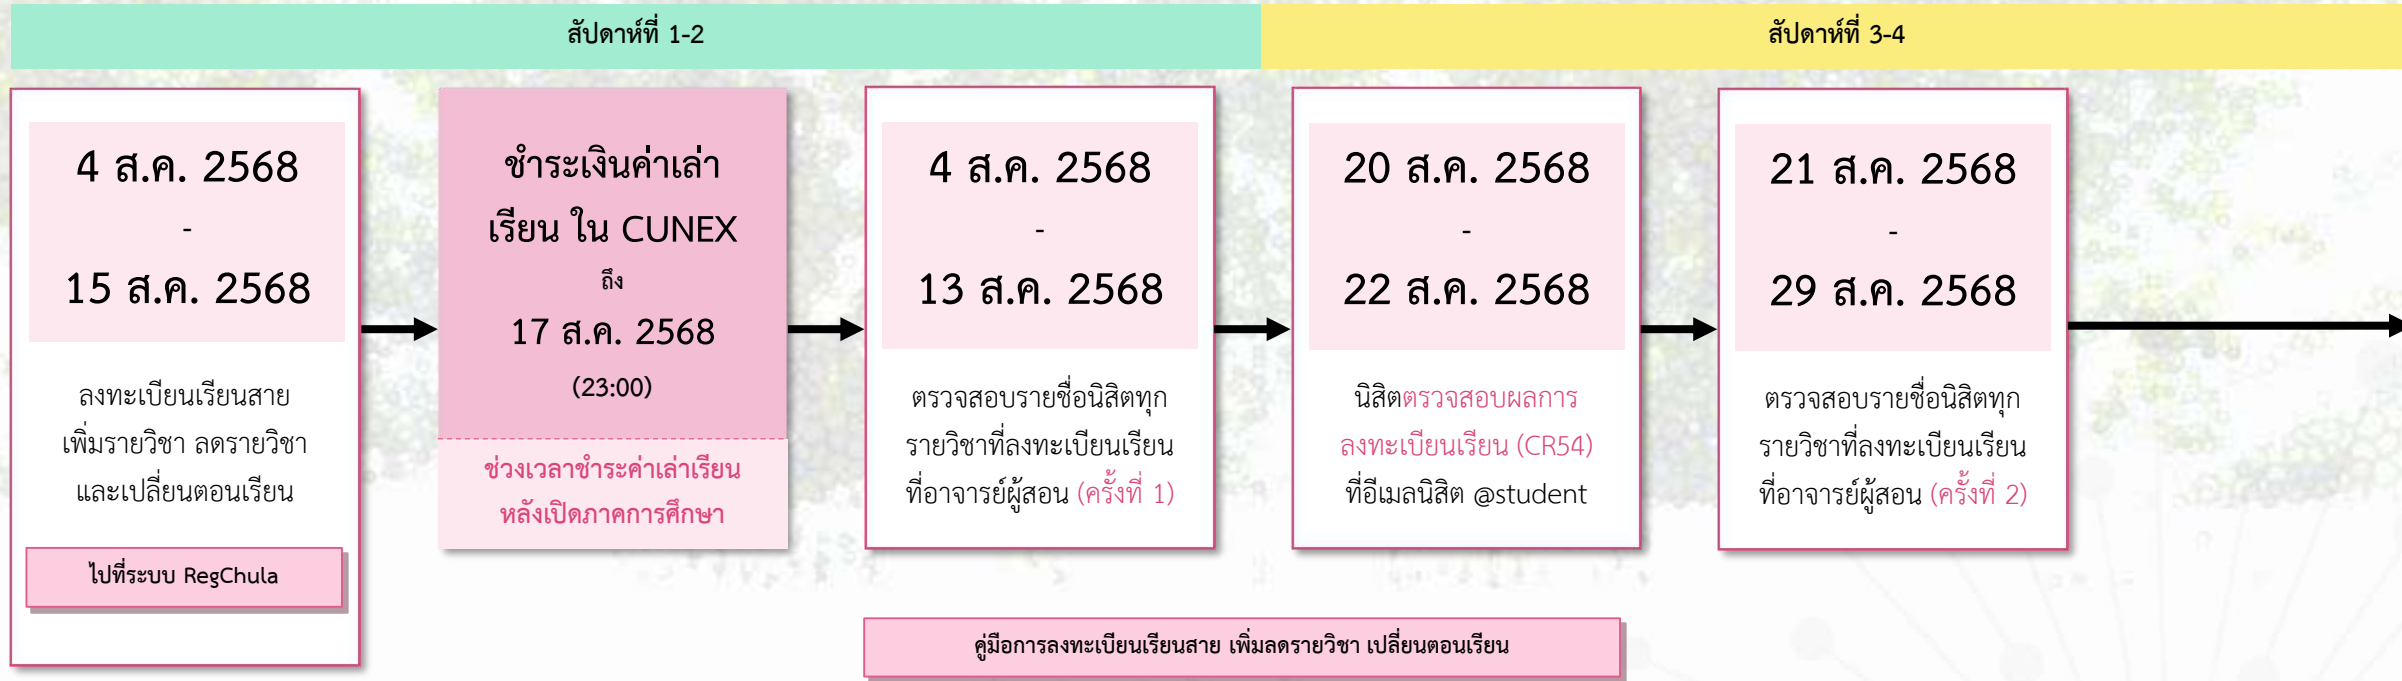 สัปดาห์ที่ 1-2
สัปดาห์ที่ 3-4
4 ส.ค. 2568
-
15 ส.ค. 2568
ลงทะเบียนเรียนสาย
เพิ่มรายวิชา ลดรายวิชา
และเปลี่ยนตอนเรียน
ไปที่ระบบ RegChula
ชำระเงินค่าเล่า
เรียน ใน CUNEX
ถึง
17 ส.ค. 2568
(23:00)
ช่วงเวลาชำระค่าเล่าเรียน
หลังเปิดภาคการศึกษา
4 ส.ค. 2568
-
13 ส.ค. 2568
ตรวจสอบรายชื่อนิสิตทุก
รายวิชาที่ลงทะเบียนเรียน
ที่อาจารย์ผู้สอน (ครั้งที่ 1)
20 ส.ค. 2568
-
22 ส.ค. 2568
นิสิตตรวจสอบผลการ
ลงทะเบียนเรียน (CR54)
ที่อีเมลนิสิต @student
21 ส.ค. 2568
-
29 ส.ค. 2568
ตรวจสอบรายชื่อนิสิตทุก
รายวิชาที่ลงทะเบียนเรียน
ที่อาจารย์ผู้สอน (ครั้งที่ 2)
คู่มือการลงทะเบียนเรียนสาย เพิ่มลดรายวิชา เปลี่ยนตอนเรียน